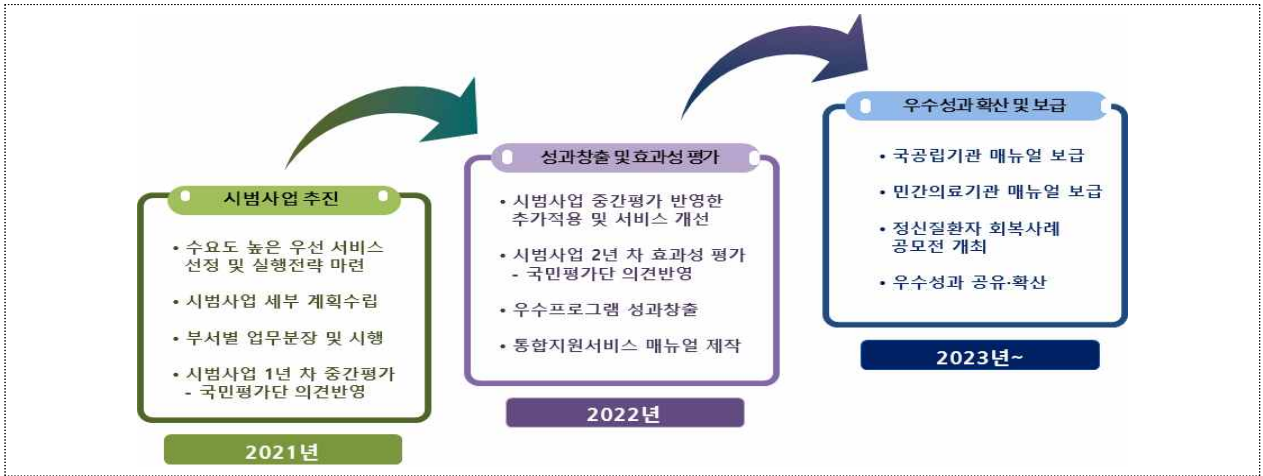 시범사업 추진
• 수요도 높은 우선 서비스
선정 및 실행전략 마련
• 시범사업 세부 계획수립
• 부서별 업무분장 및 시행
• 시범사업 1년 차 중간평가
- 국민평가단 의견반영
2021년
성과창출 및 효과성 평가
• 시범사업 중간평가 반영한
추가적용 및 서비스 개선
• 시범사업 2년 차 효과성 평가
- 국민평가단 의견반영
• 우수프로그램 성과창출
• 통합지원서비스 매뉴얼 제작
2022년
우수성과 확산 및 보급
• 국공립기관 매뉴얼 보급
• 민간의료기관 매뉴얼 보급
• 정신질환자 회복사례
공모전 개최
• 우수성과 공유·확산
2023년~